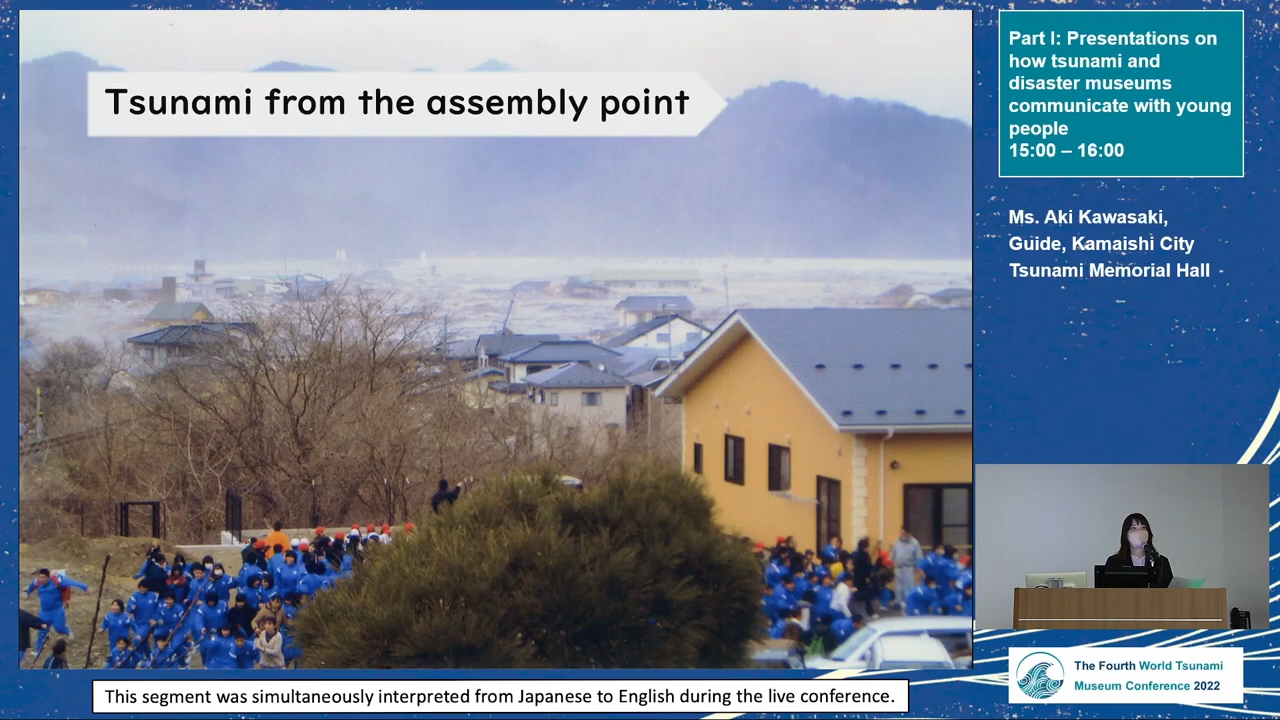 Tsunami from the assembly point
Part I: Presentations on
how tsunami and
disaster museums
communicate with young
people
15:00 – 16:00
Ms. Aki Kawasaki,
Guide, Kamaishi City
Tsunami Memorial Hall
The Fourth World Tsunami
Museum Conference 2022
This segment was simultaneously interpreted from Japanese to English during the live conference.